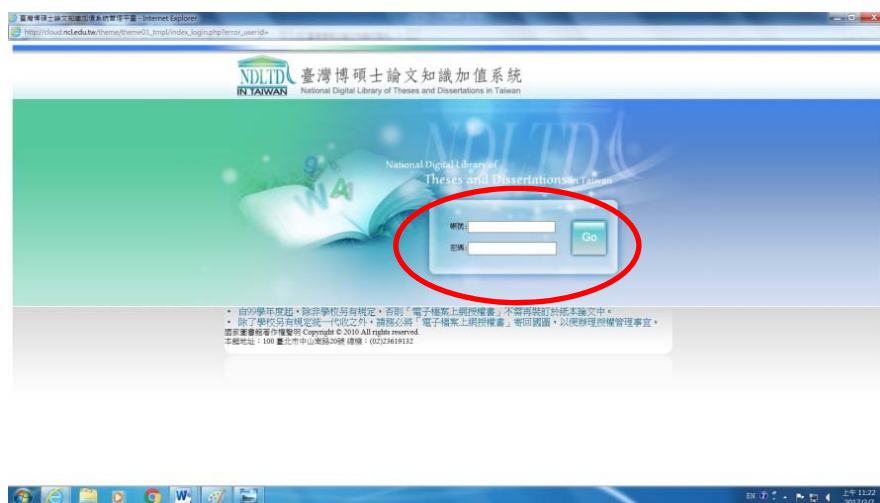 臺灣博碩士論文知識加值系統管理平臺 - Internet Explorer
http://cloud.ncl.edu.tw/theme/theme01_tmpl/index_login.php?error_userid=
NDLTD
IN TAIWAN
臺灣博碩士論文知識加值系統
National Digital Library of Theses and Dissertations in Taiwan
NDLTD
National Digital Library of
Theses and Dissertations in Taiwan
WA
帳號:
密碼:
Go
• 自99學年度起,除非學校另有規定,否則「電子檔案上網授權書」不需再裝訂於紙本論文中。
• 除了學校另有規定統一代收之外,請務必將「電子檔案上網授權書」寄回國圖,以便辦理授權管理事宜。
國家圖書館著作權聲明 Copyright © 2010 All rights reserved.
本館地址:100 臺北市中山南路20號 總機:(02)23619132
EN
上午 11:22
2017/3/7